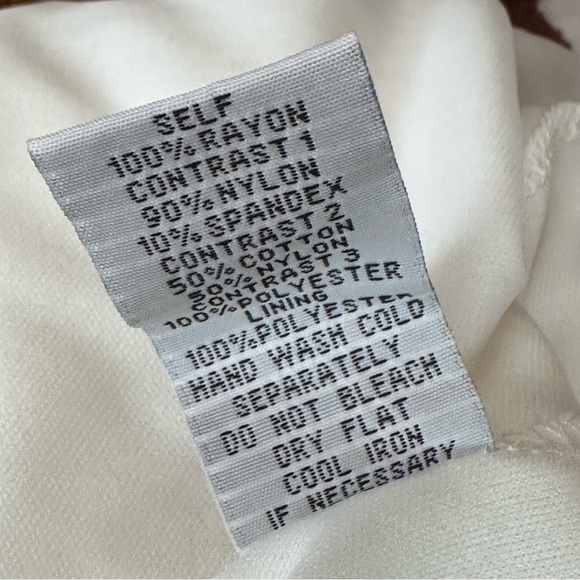 SELF
100% RAYON
CONTRAST 1
90% NYLON
10% SPANDEX
CONTRAST 2
50% COTTON
50% NYLON
CONTRAST 3
100% POLYESTER
LINING
100% POLYESTER
HAND WASH COLD
SEPARATELY
DO NOT BLEACH
DRY FLAT
COOL IRON
IF NECESSARY